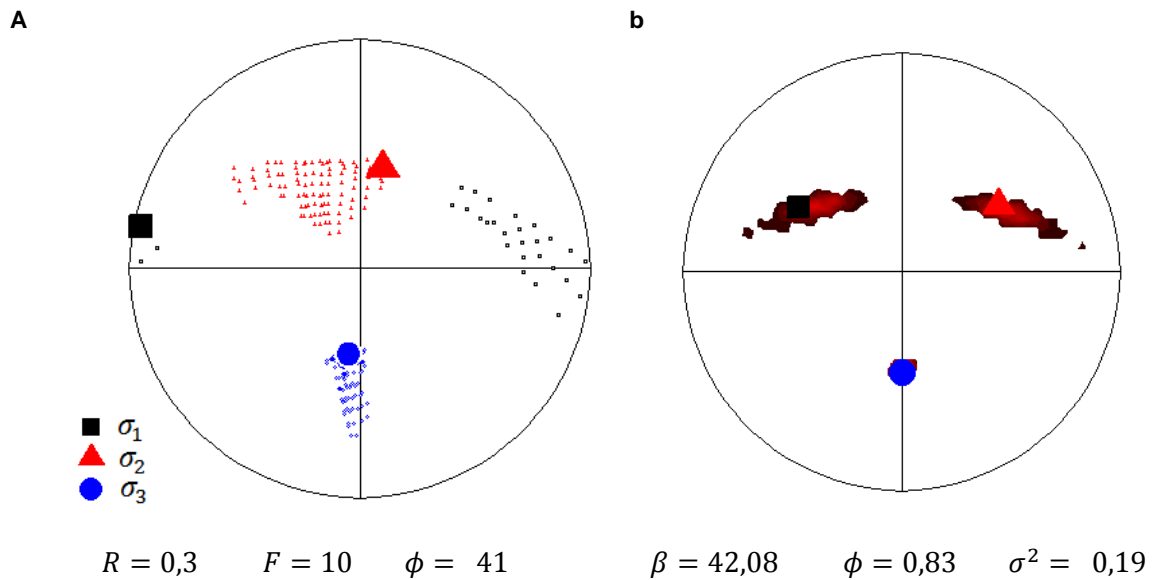 A b
σ₁
σ₂
σ₃
R = 0,3 F = 10 ϕ = 41 β = 42,08 ϕ = 0,83 σ² = 0,19